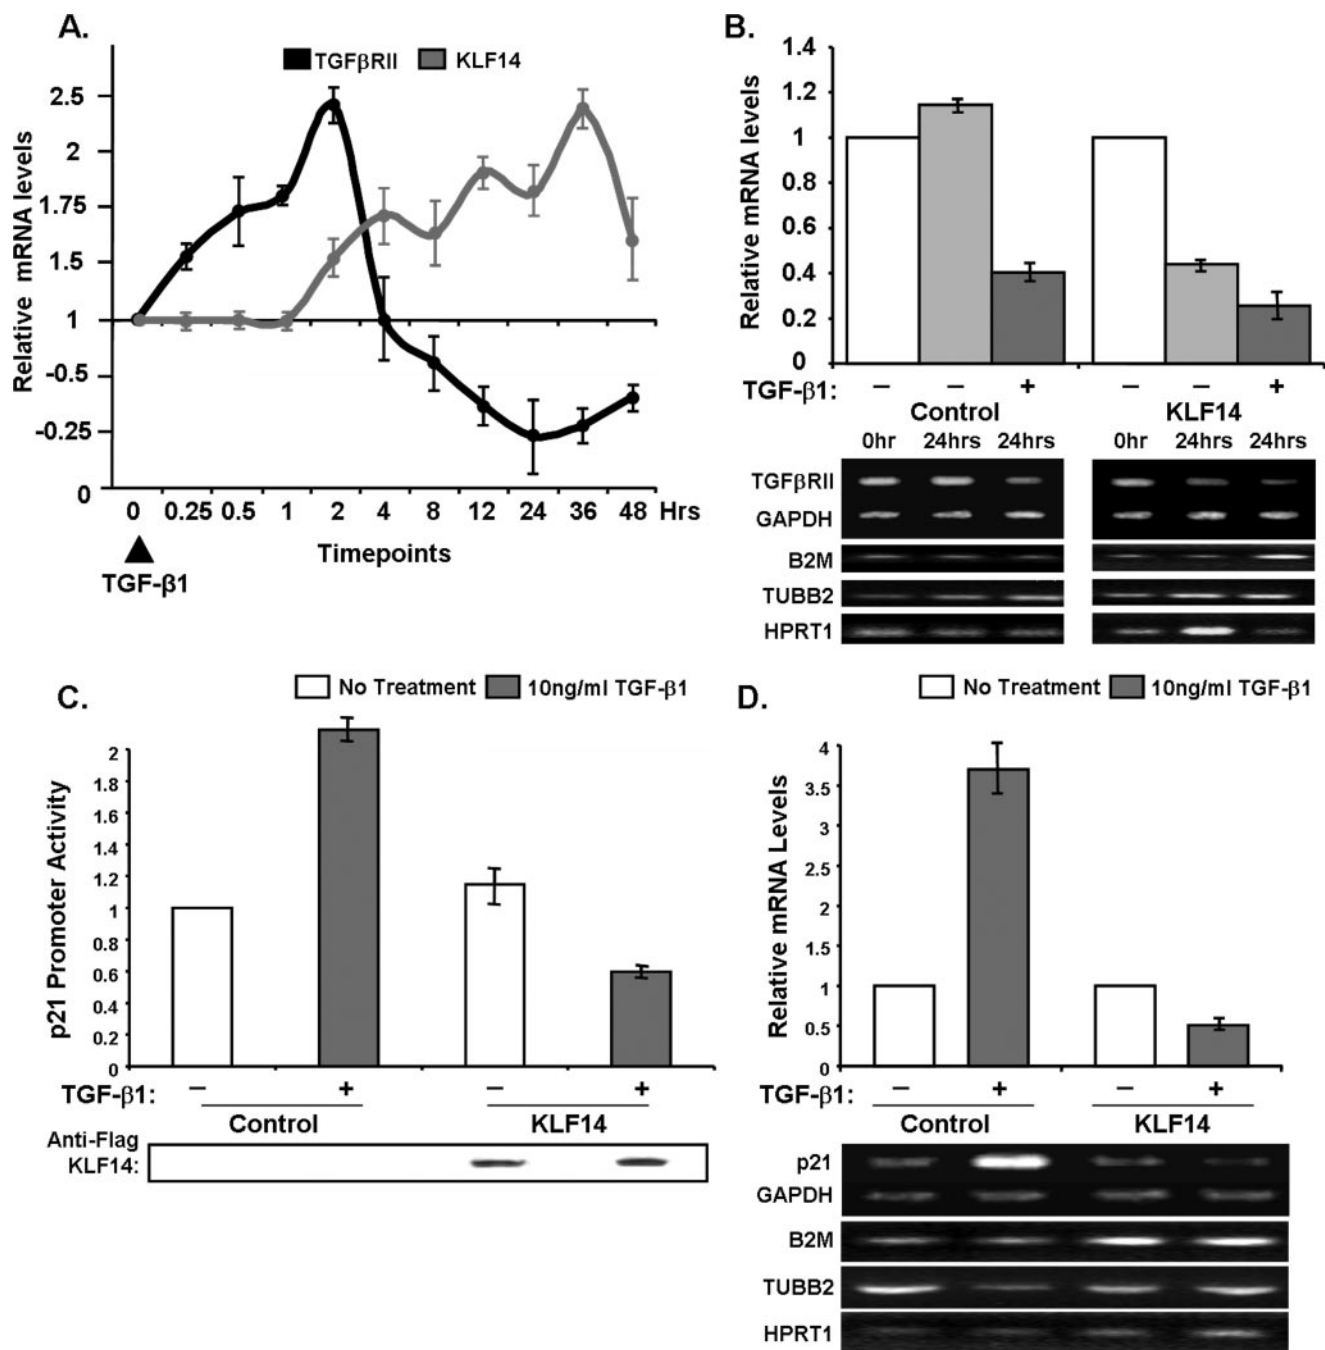 A.
TGFβRII KLF14
Relative mRNA levels
2.5
2
1.75
1.5
1
-0.5
-0.25
0
0 0.25 0.5 1 2 4 8 12 24 36 48 Hrs
Timepoints
TGF-β1
B.
Relative mRNA levels
1.4
1.2
1
0.8
0.6
0.4
0.2
0
TGF-β1: – – + – – +
Control KLF14
0hr 24hrs 24hrs 0hr 24hrs 24hrs
TGFβRII
GAPDH
B2M
TUBB2
HPRT1
C.
No Treatment 10ng/ml TGF-β1
p21 Promoter Activity
2
1.8
1.6
1.4
1.2
1
0.8
0.6
0.4
0.2
0
TGF-β1: – + – +
Control KLF14
Anti-Flag
KLF14:
D.
No Treatment 10ng/ml TGF-β1
Relative mRNA Levels
4
3.5
3
2.5
2
1.5
1
0.5
0
TGF-β1: – + – +
Control KLF14
p21
GAPDH
B2M
TUBB2
HPRT1